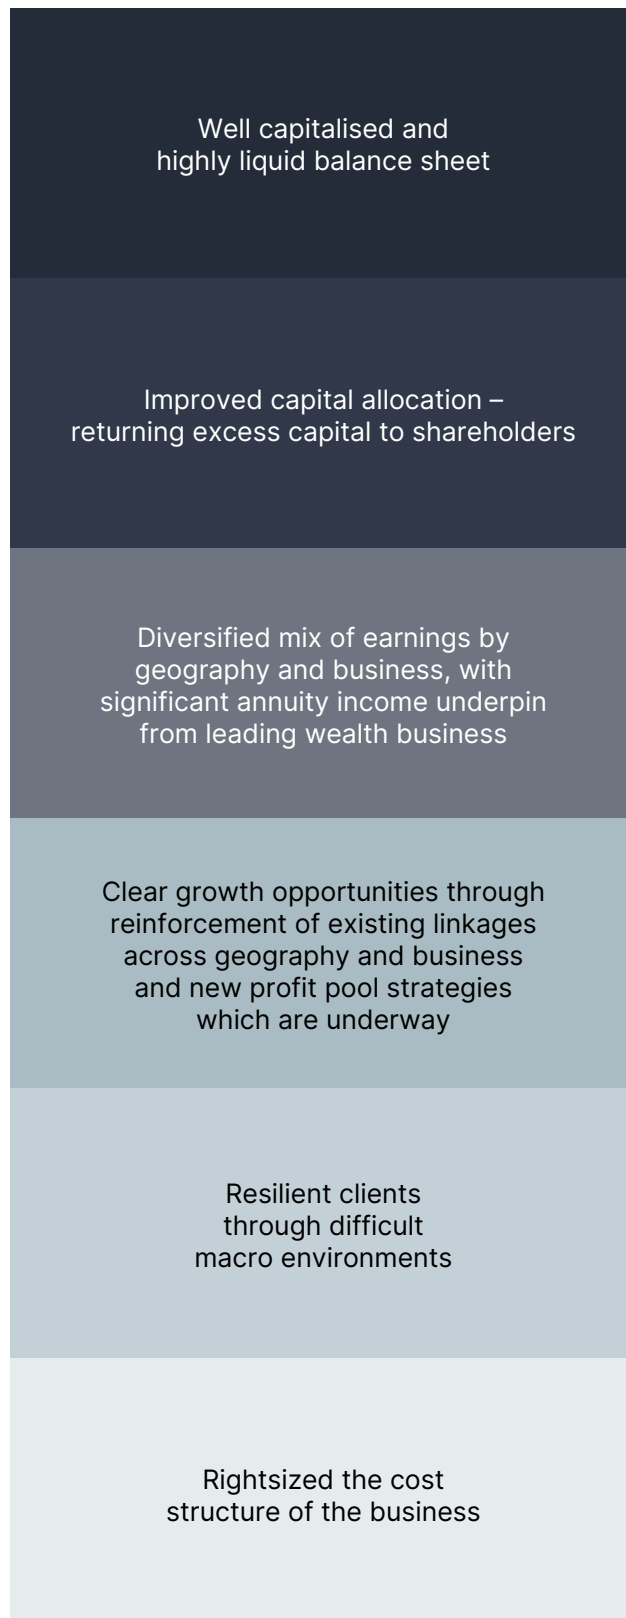 Well capitalised and
highly liquid balance sheet
Improved capital allocation –
returning excess capital to shareholders
Diversified mix of earnings by
geography and business, with
significant annuity income underpin
from leading wealth business
Clear growth opportunities through
reinforcement of existing linkages
across geography and business
and new profit pool strategies
which are underway
Resilient clients
through difficult
macro environments
Rightsized the cost
structure of the business